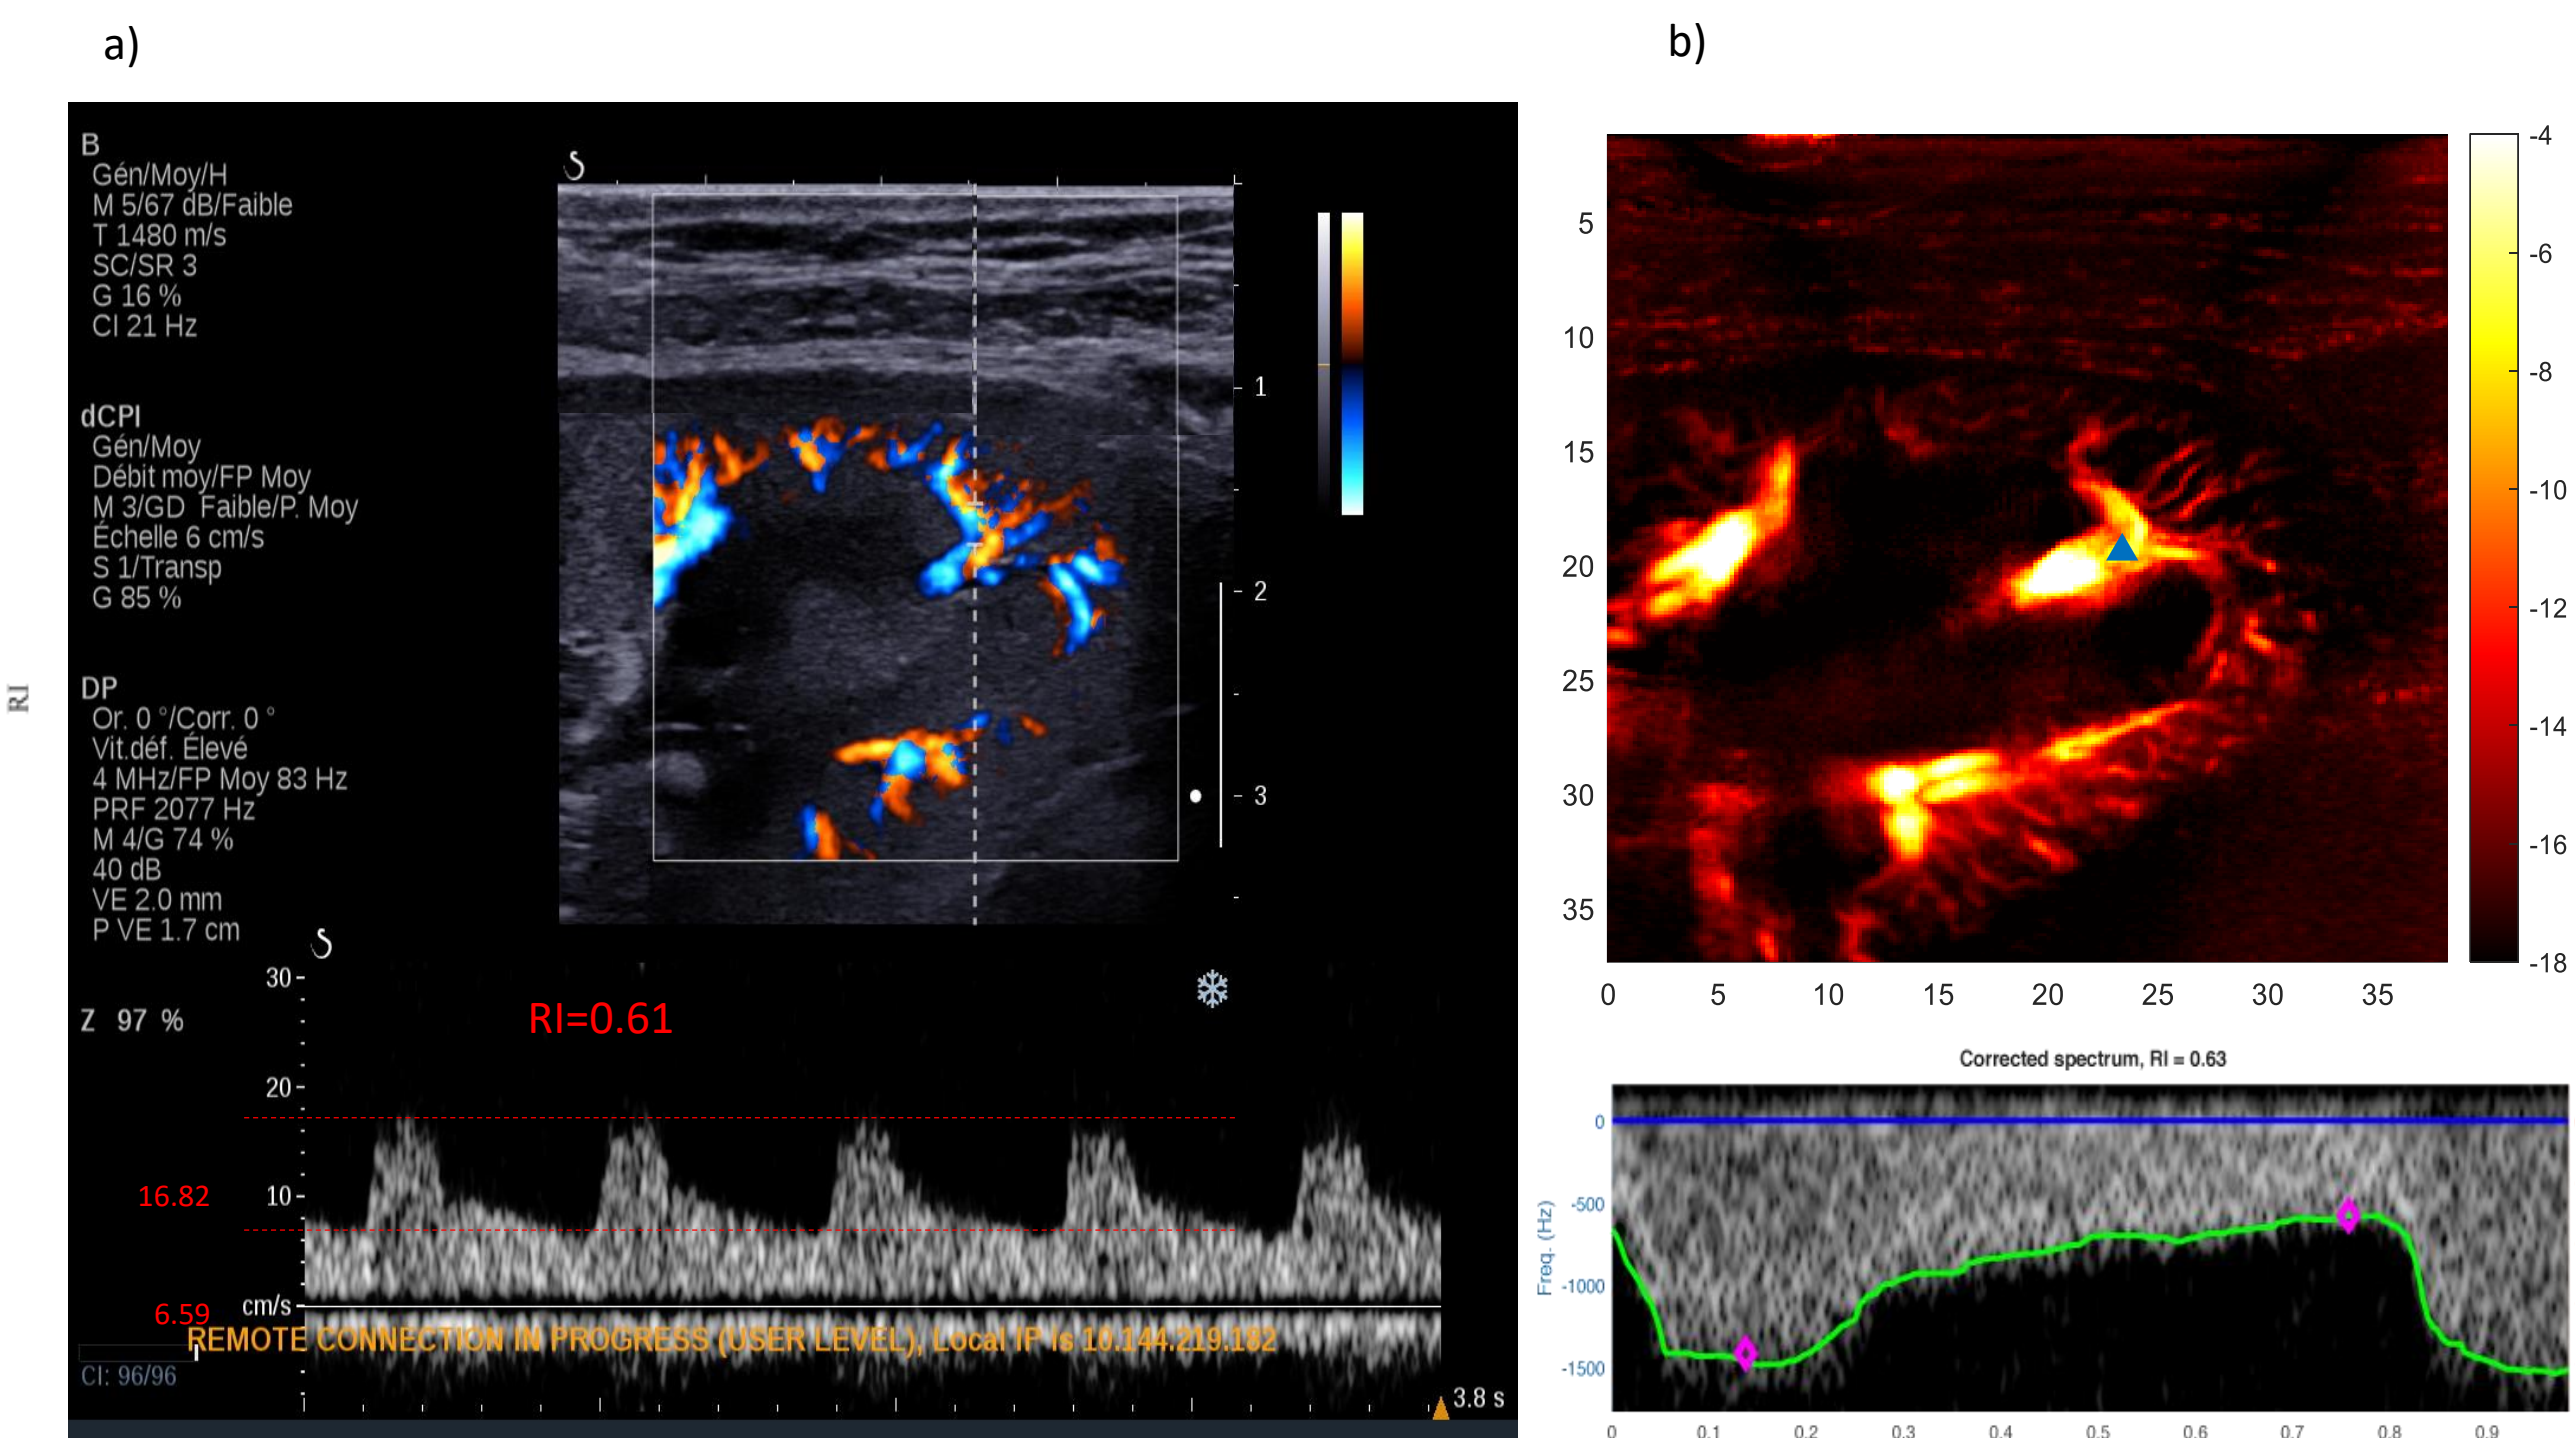 a)
B
Gén/Moy/H
M 5/67 dB/Faible
T 1480 m/s
SC/SR 3
G 16 %
CI 21 Hz
dCPI
Gén/Moy
Débit moy/FP Moy
M 3/GD Faible/P. Moy
Échelle 6 cm/s
S 1/Transp
G 85 %
DP
Or. 0 °/Corr. 0 °
Vit.déf. Élevé
4 MHz/FP Moy 83 Hz
PRF 2077 Hz
M 4/G 74 %
40 dB
VE 2.0 mm
P VE 1.7 cm
Z 97 %
RI
1
2
3
30
20
10
cm/s
RI=0.61
16.82
6.59
REMOTE CONNECTION IN PROGRESS (USER LEVEL), Local IP is 10.144.219.182
CI: 96/96
3.8 s
b)
5
10
15
20
25
30
35
0 5 10 15 20 25 30 35
-4
-6
-8
-10
-12
-14
-16
-18
Corrected spectrum, RI = 0.63
Freq. (Hz)
0
-500
-1000
-1500
0 0.1 0.2 0.3 0.4 0.5 0.6 0.7 0.8 0.9